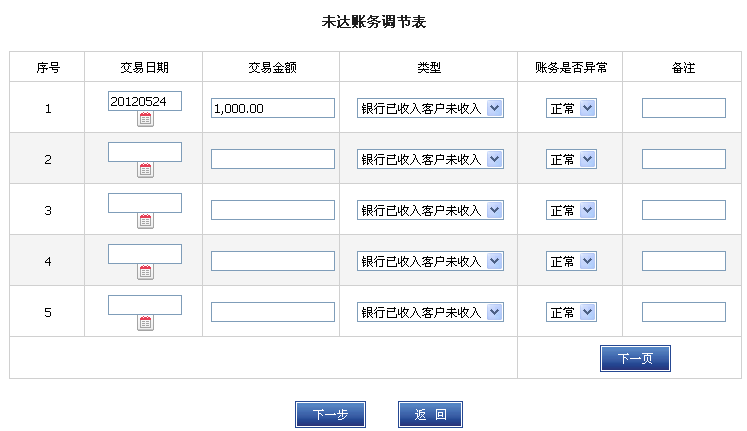 未达账务调节表
序号 交易日期 交易金额 类型 账务是否异常 备注
1 20120524 1,000.00 银行已收入客户未收入 正常
2 银行已收入客户未收入 正常
3 银行已收入客户未收入 正常
4 银行已收入客户未收入 正常
5 银行已收入客户未收入 正常
下一页
下一步 返 回